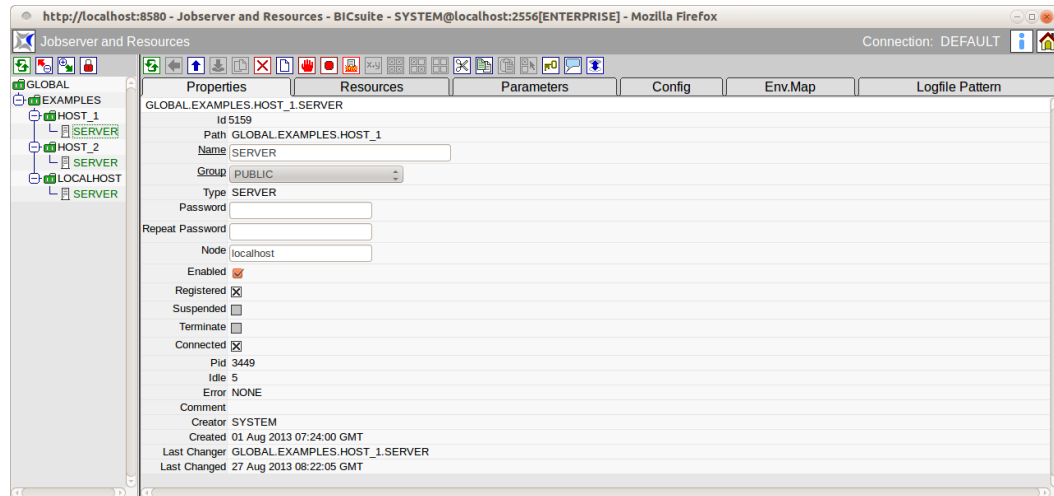 http://localhost:8580 - Jobserver and Resources - BICsuite - SYSTEM@localhost:2556[ENTERPRISE] - Mozilla Firefox
Jobserver and Resources
Connection: DEFAULT
GLOBAL
EXAMPLES
HOST_1
SERVER
HOST_2
SERVER
LOCALHOST
SERVER
Properties Resources Parameters Config Env.Map Logfile Pattern
GLOBAL.EXAMPLES.HOST_1.SERVER
Id 5159
Path GLOBAL.EXAMPLES.HOST_1
Name SERVER
Group PUBLIC
Type SERVER
Password
Repeat Password
Node localhost
Enabled
Registered
Suspended
Terminate
Connected
Pid 3449
Idle 5
Error NONE
Comment
Creator SYSTEM
Created 01 Aug 2013 07:24:00 GMT
Last Changer GLOBAL.EXAMPLES.HOST_1.SERVER
Last Changed 27 Aug 2013 08:22:05 GMT